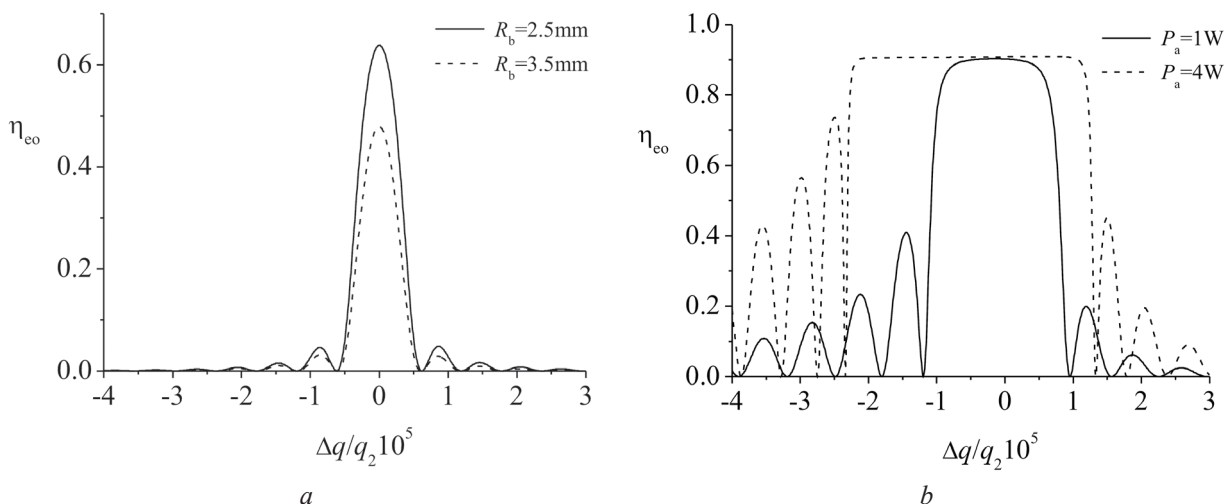 R_b=2.5mm
R_b=3.5mm
η_eo
0.6
0.4
0.2
0.0
-4 -3 -2 -1 0 1 2 3
Δq/q_2 10^5
a
P_a=1W
P_a=4W
η_eo
1.0
0.8
0.6
0.4
0.2
0.0
-4 -3 -2 -1 0 1 2 3
Δq/q_2 10^5
b